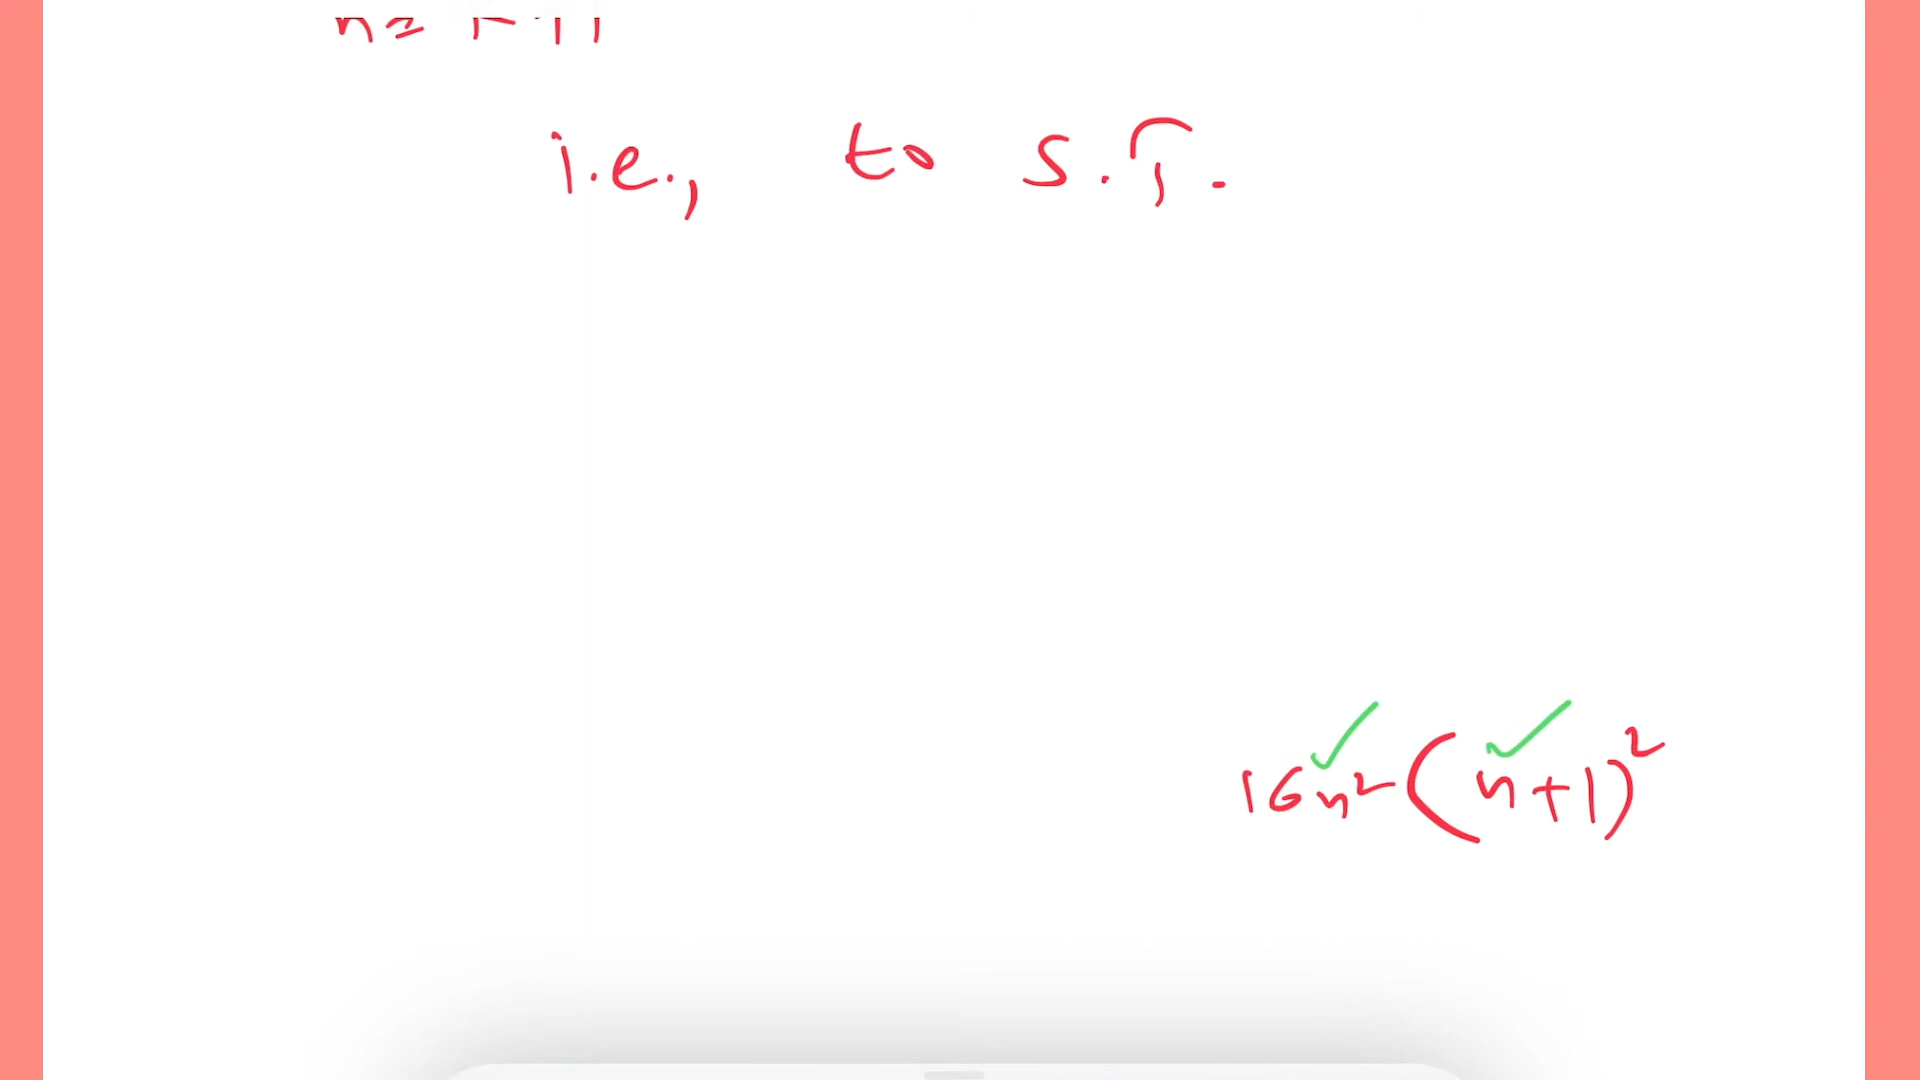 i.e., to S.T.
16n²(n+1)²